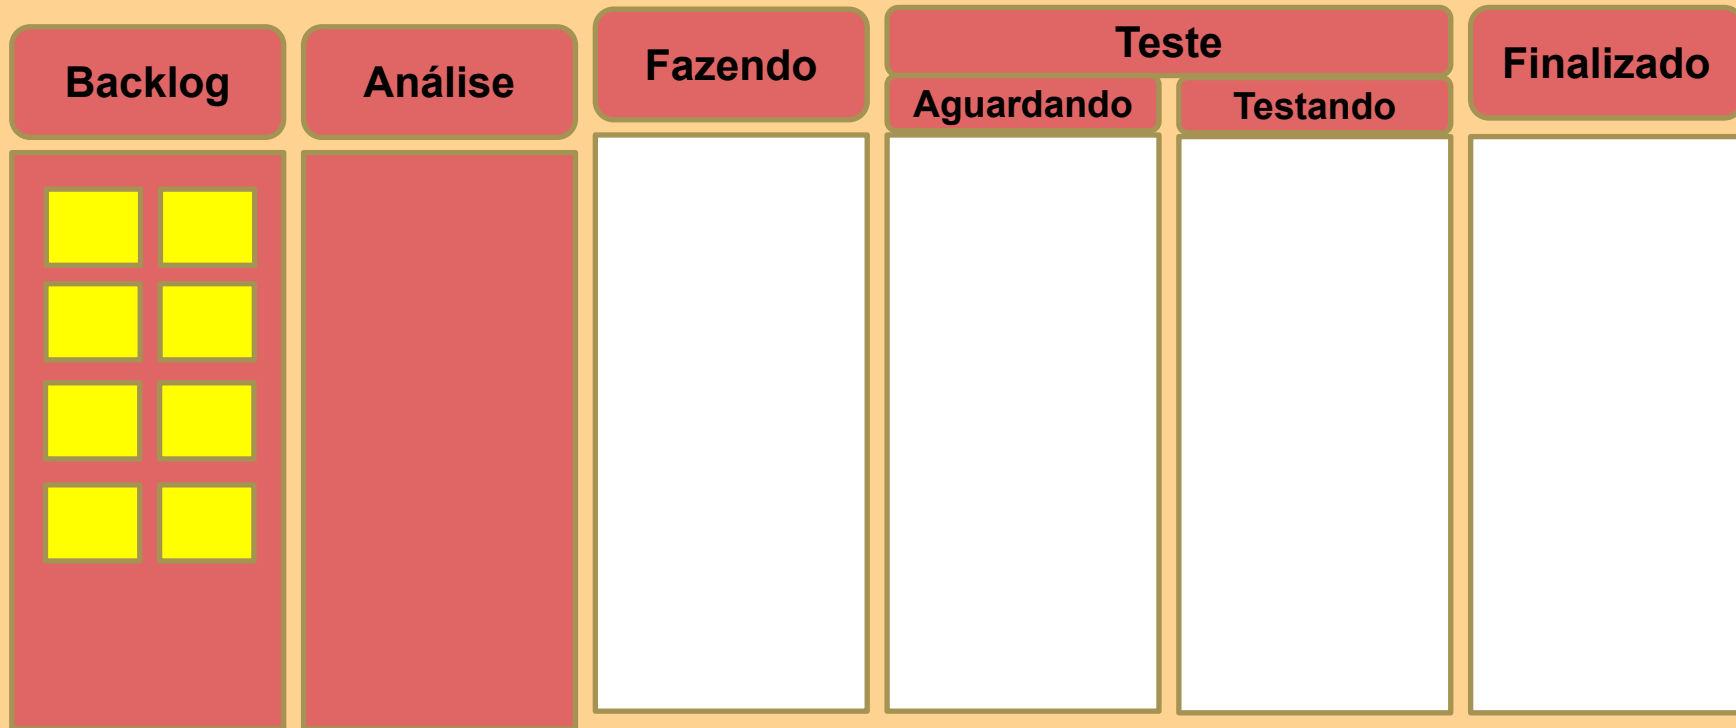 Backlog
Análise
Fazendo
Teste
Aguardando
Testando
Finalizado